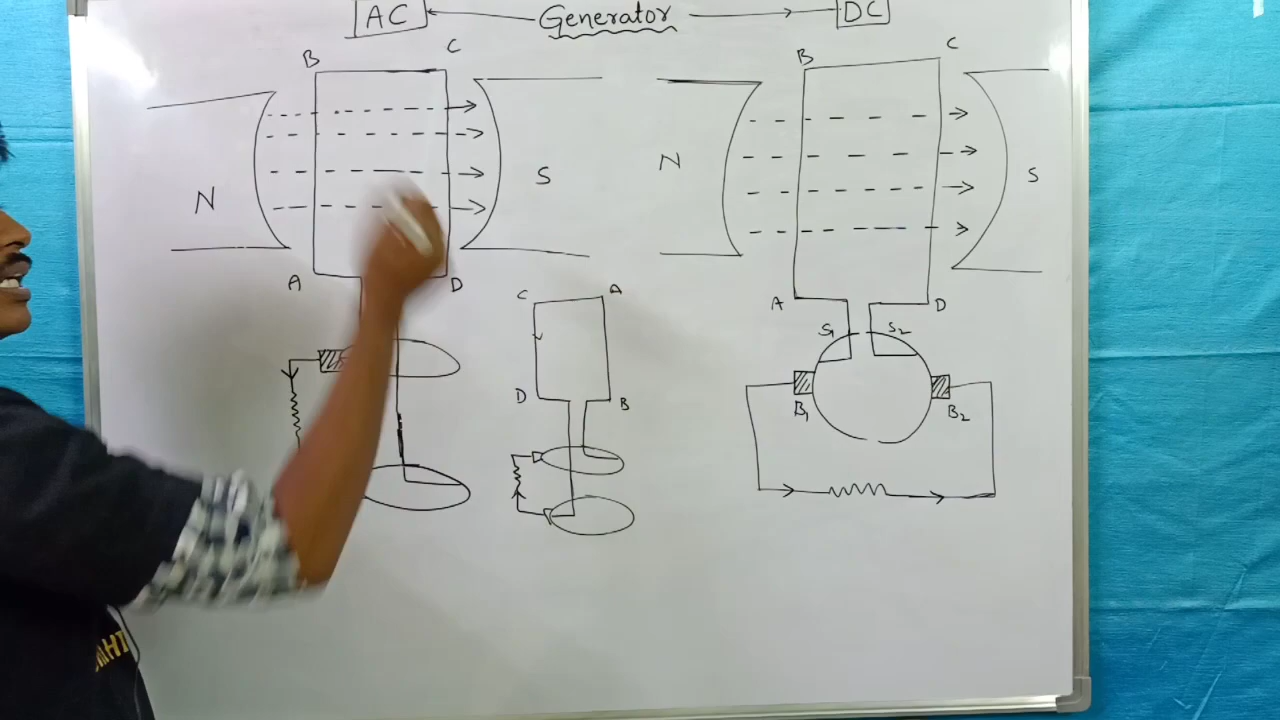 AC Generator DC
B C
N S
A D
C A
D B
B C
N S
A D
S1 S2
B1 B2